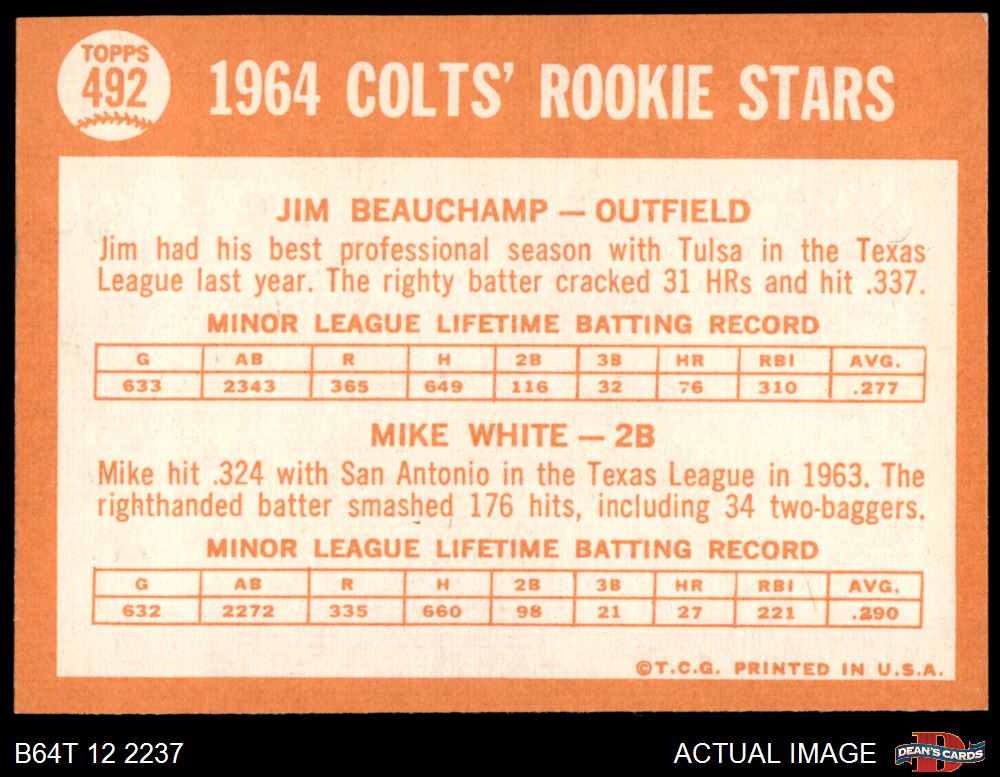 TOPPS
492
1964 COLTS' ROOKIE STARS
JIM BEAUCHAMP — OUTFIELD
Jim had his best professional season with Tulsa in the Texas
League last year. The righty batter cracked 31 HRs and hit .337.
MINOR LEAGUE LIFETIME BATTING RECORD
G AB R H 2B 3B HR RBI AVG.
633 2343 365 649 116 32 76 310 .277
MIKE WHITE — 2B
Mike hit .324 with San Antonio in the Texas League in 1963. The
righthanded batter smashed 176 hits, including 34 two-baggers.
MINOR LEAGUE LIFETIME BATTING RECORD
G AB R H 2B 3B HR RBI AVG.
632 2272 335 660 98 21 27 221 .290
©T.C.G. PRINTED IN U.S.A.
B64T 12 2237 ACTUAL IMAGE DEAN'S CARDS